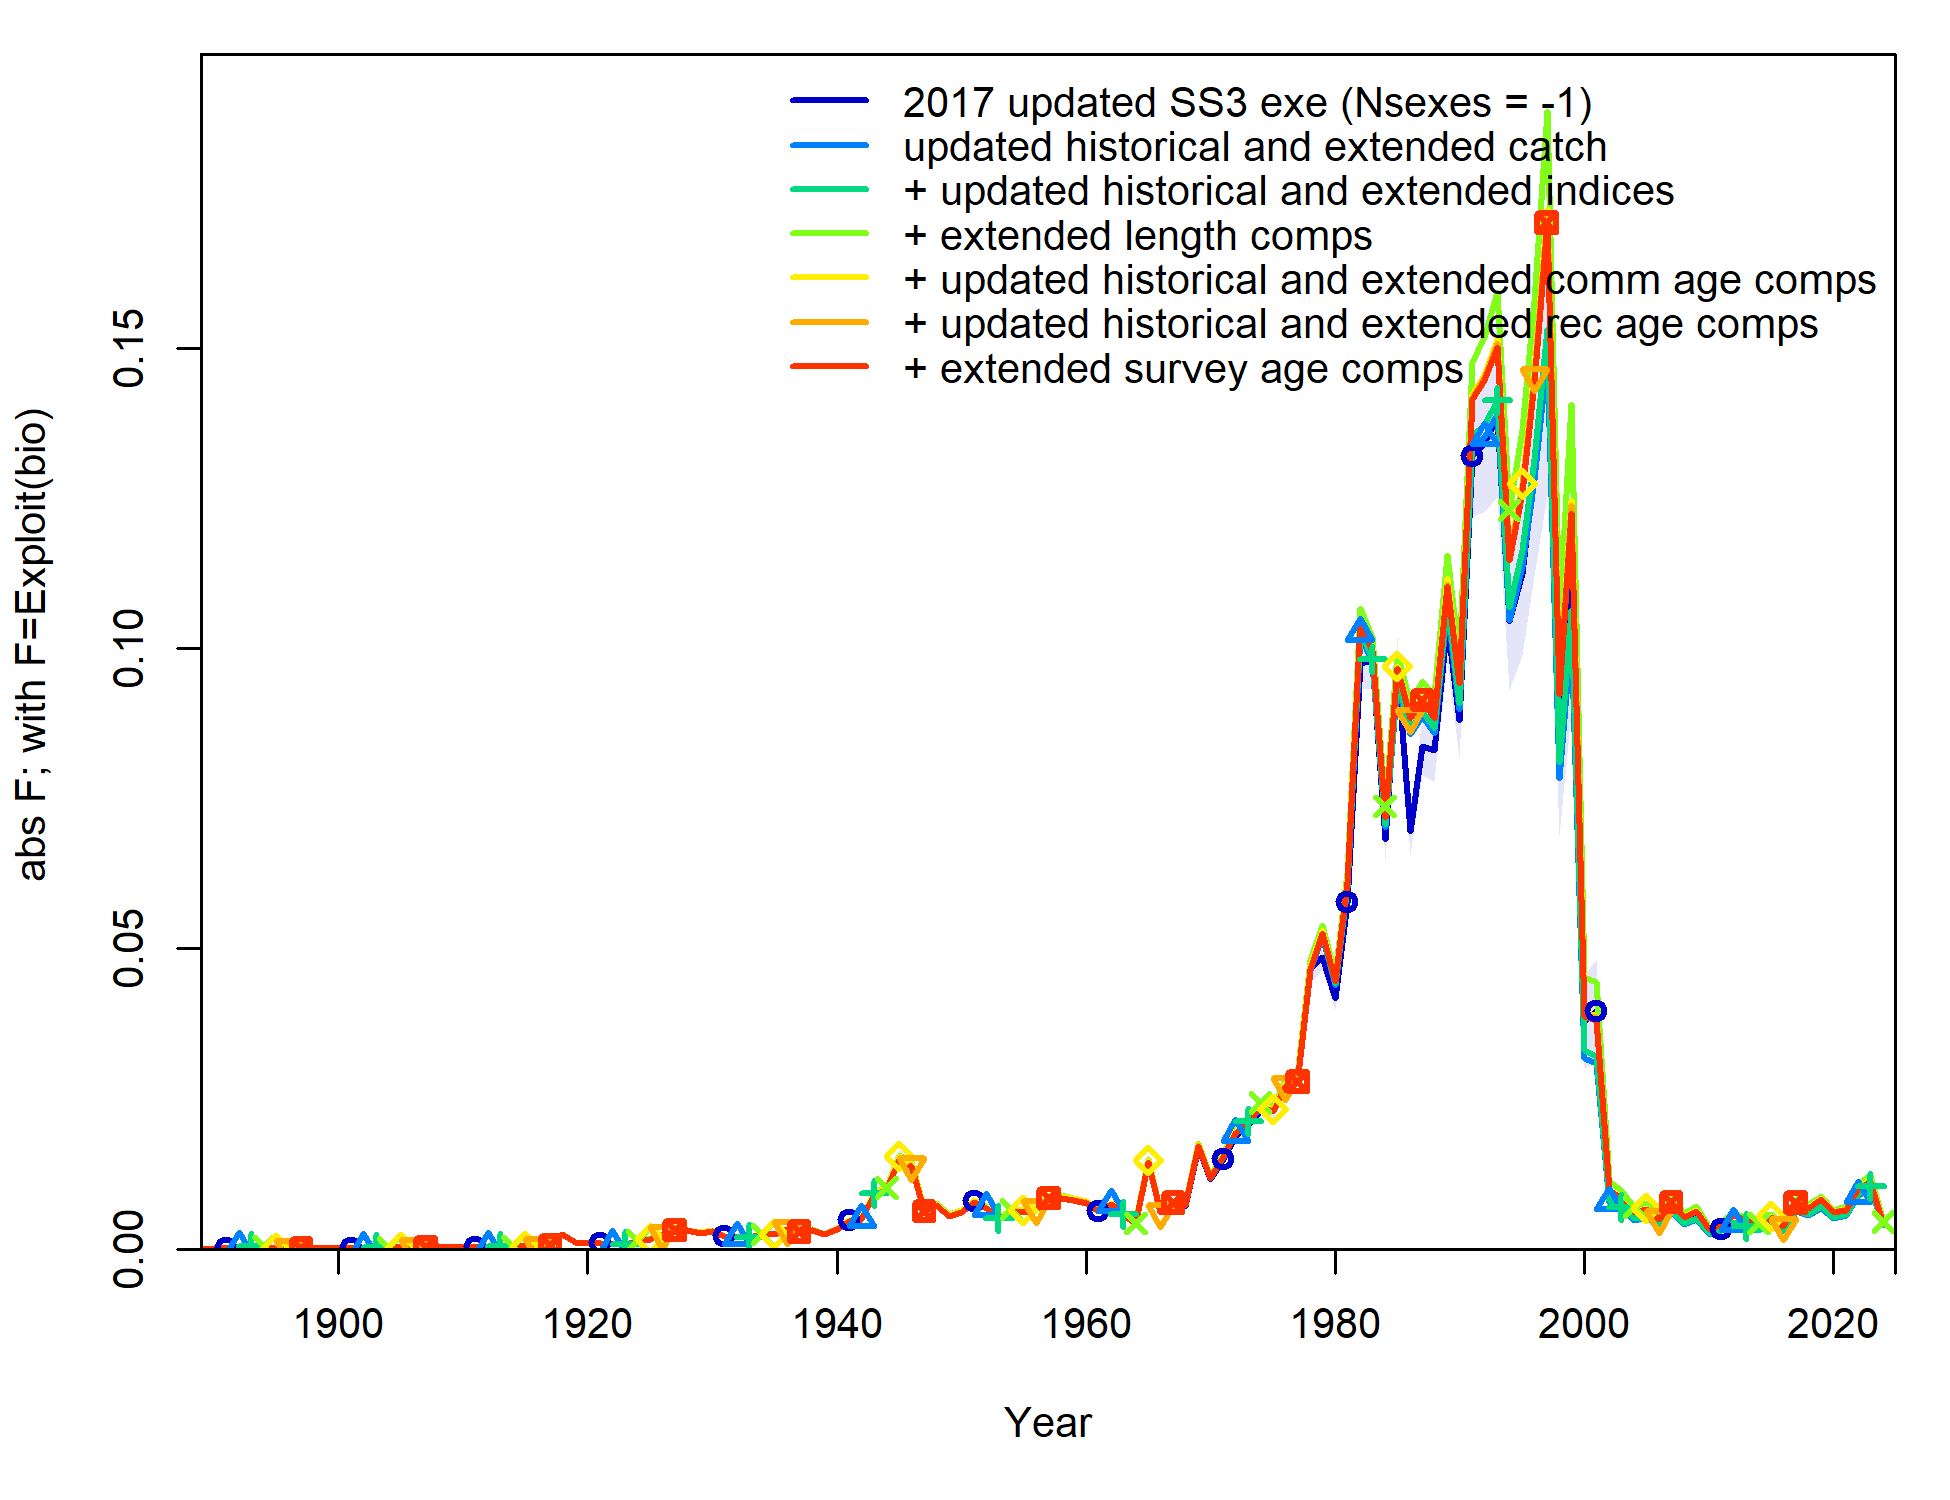 2017 updated SS3 exe (Nsexes = -1)
updated historical and extended catch
+ updated historical and extended indices
+ extended length comps
+ updated historical and extended comm age comps
+ updated historical and extended rec age comps
+ extended survey age comps
abs F; with F=Exploit(bio)
0.15
0.10
0.05
0.00
1900 1920 1940 1960 1980 2000 2020
Year